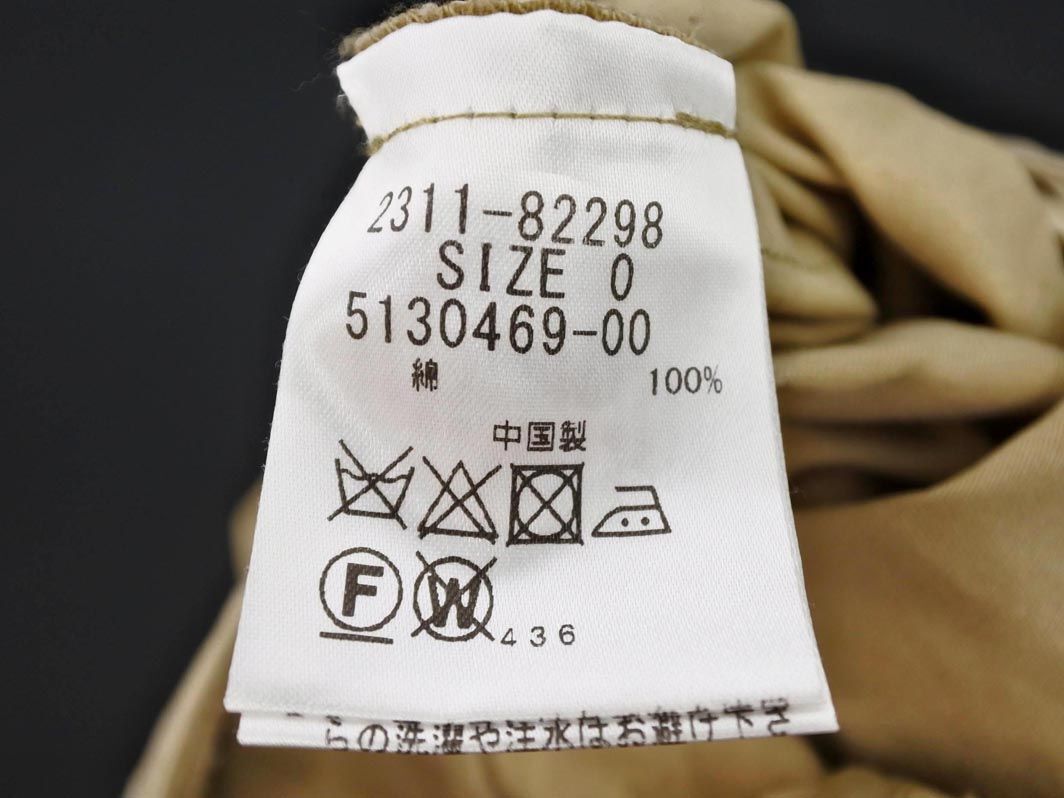 2311-82298
SIZE 0
5130469-00
綿 100%
中国製
F W 436
らの洗濯や注水はお避け下さ